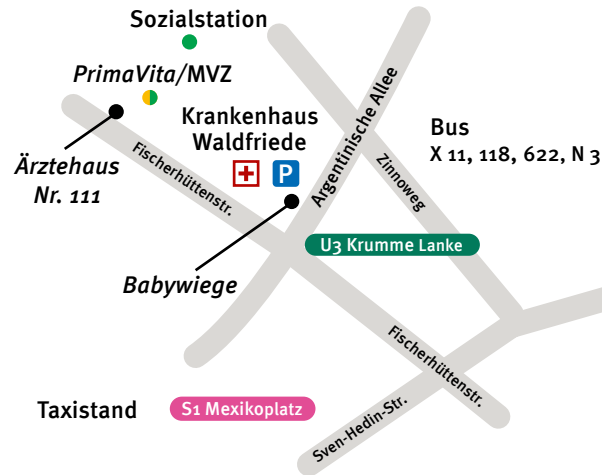 Sozialstation
PrimaVita/MVZ
Krankenhaus
Waldfriede
P
Argentinische Allee
Bus
X 11, 118, 622, N 3
Ärztehaus
Nr. 111
Fischerhüttenstr.
Zinnoweg
U3 Krumme Lanke
Babywiege
Fischerhüttenstr.
Taxistand
S1 Mexikoplatz
Sven-Hedin-Str.